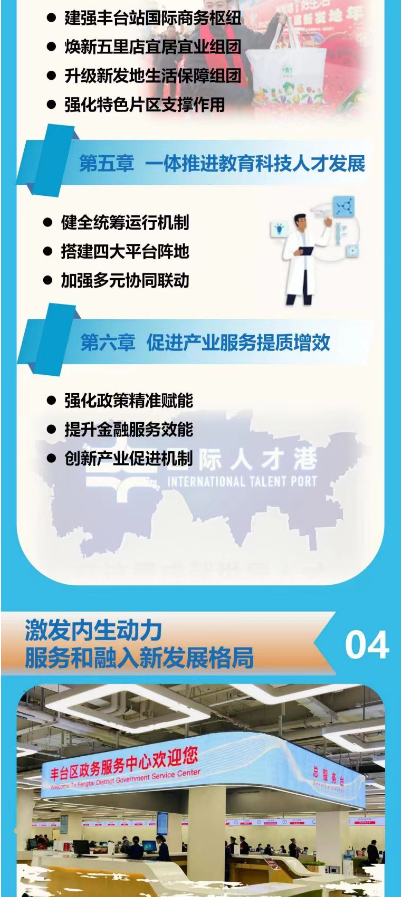 建强丰台站国际商务枢纽
焕新五里店宜居宜业组团
升级新发地生活保障组团
强化特色片区支撑作用
第五章 一体推进教育科技人才发展
健全统筹运行机制
搭建四大平台阵地
加强多元协同联动
第六章 促进产业服务提质增效
强化政策精准赋能
提升金融服务效能
创新产业促进机制
际人才港
INTERNATIONAL TALENT PORT
激发内生动力
服务和融入新发展格局
04
丰台区政务服务中心欢迎您
Welcome To Fengtai District Government Service Center
总服务台